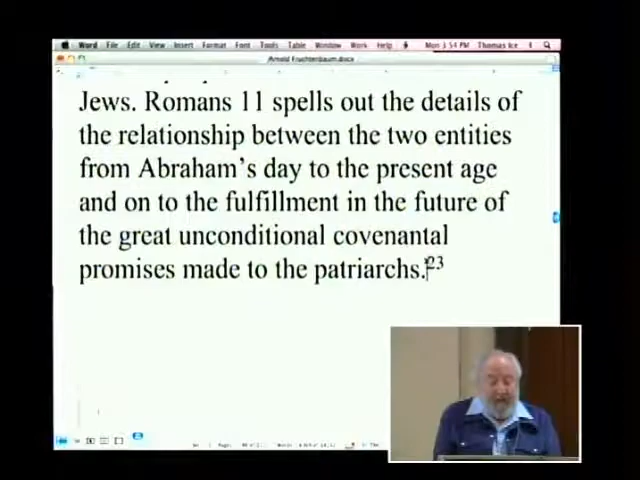 Word File Edit View Insert Format Font Tools Table Window Work Help Mon 3:54 PM Thomas Ice
Arnold Fruchtenbaum.docx
Jews. Romans 11 spells out the details of
the relationship between the two entities
from Abraham's day to the present age
and on to the fulfillment in the future of
the great unconditional covenantal
promises made to the patriarchs.23